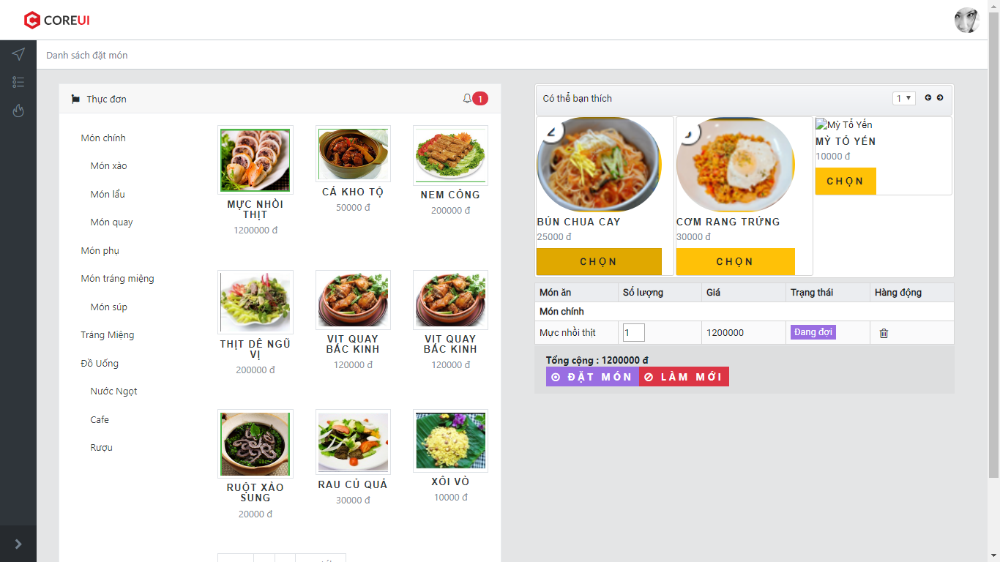 COREUI
Danh sách đặt món
Thực đơn
1
Món chính
Món xào
Món lẩu
Món quay
Món phụ
Món tráng miệng
Món súp
Tráng Miệng
Đồ Uống
Nước Ngọt
Cafe
Rượu
MỰC NHỒI
THỊT
1200000 đ
CÁ KHO TỘ
50000 đ
NEM CÔNG
200000 đ
THỊT DÊ NGŨ
VỊ
200000 đ
VIT QUAY
BẮC KINH
120000 đ
VIT QUAY
BẮC KINH
120000 đ
RUỘT XÀO
SUNG
20000 đ
RAU CỦ QUẢ
30000 đ
XÔI VÒ
10000 đ
Có thể bạn thích
1
2
BÚN CHUA CAY
25000 đ
CHỌN
CƠM RANG TRỨNG
30000 đ
CHỌN
Mỳ Tổ Yến
MỲ TỔ YẾN
10000 đ
CHỌN
Món ăn Số lượng Giá Trạng thái Hàng động
Món chính
Mực nhồi thịt 1 1200000 Đang đợi
Tổng cộng : 1200000 đ
ĐẶT MÓN LÀM MỚI